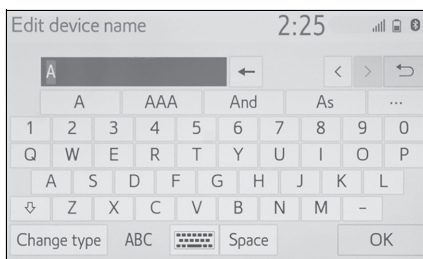 Edit device name 2:25
A
A AAA And As ...
1 2 3 4 5 6 7 8 9 0
Q W E R T Y U I O P
A S D F G H J K L
Z X C V B N M -
Change type ABC Space OK